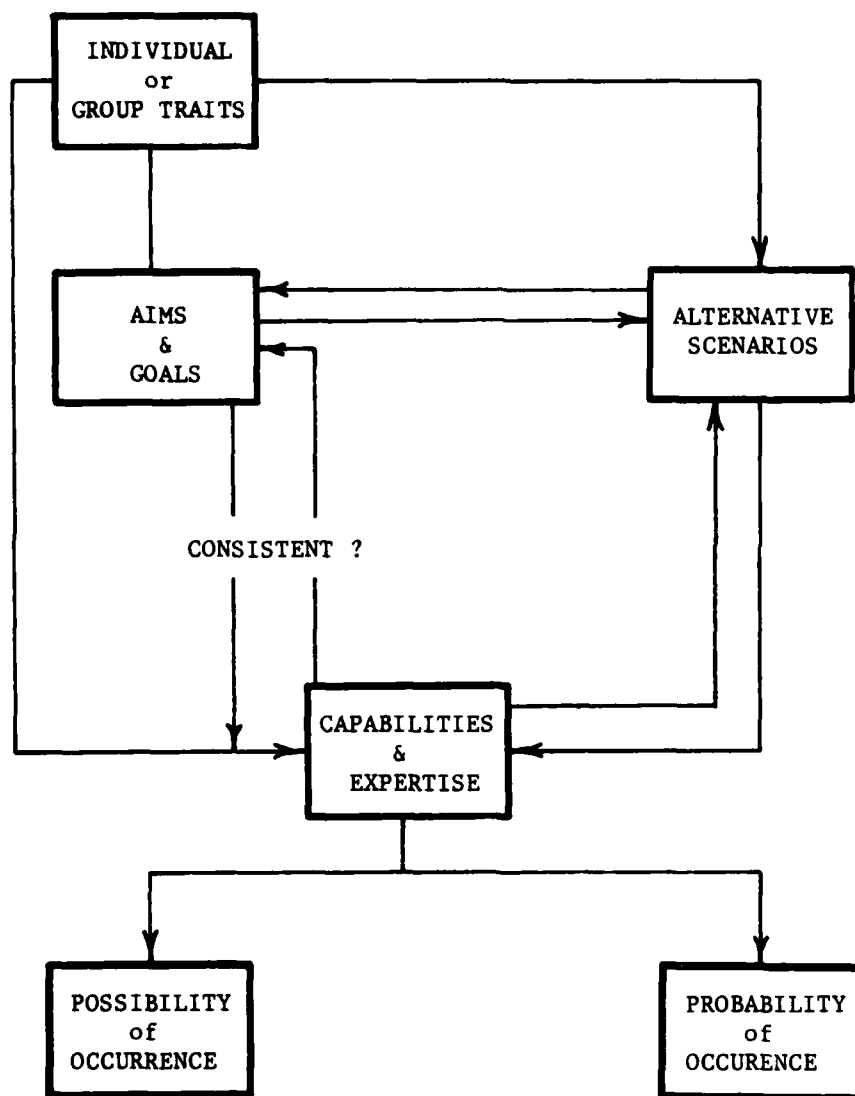 INDIVIDUAL
or
GROUP TRAITS
AIMS
&
GOALS
ALTERNATIVE
SCENARIOS
CONSISTENT ?
CAPABILITIES
&
EXPERTISE
POSSIBILITY
of
OCCURRENCE
PROBABILITY
of
OCCURENCE